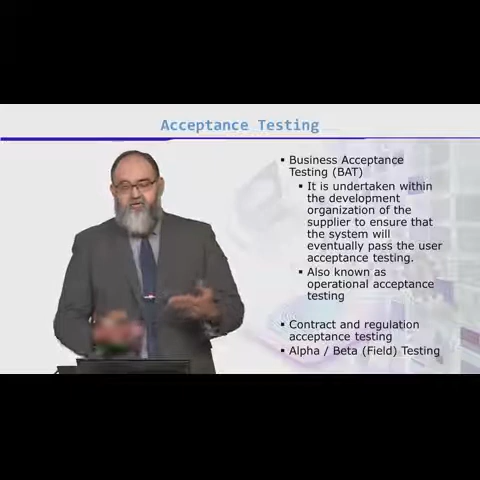 Acceptance Testing
▪ Business Acceptance
Testing (BAT)
▪ It is undertaken within
the development
organization of the
supplier to ensure that
the system will
eventually pass the user
acceptance testing.
▪ Also known as
operational acceptance
testing
▪ Contract and regulation
acceptance testing
▪ Alpha / Beta (Field) Testing